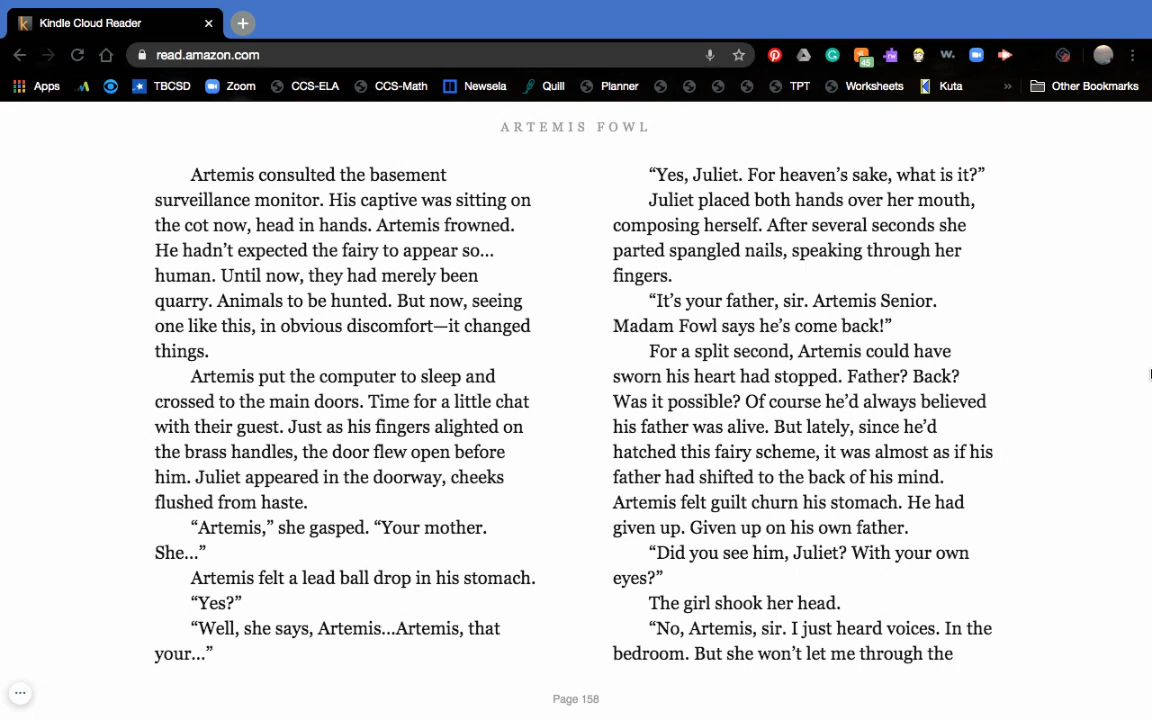 Kindle Cloud Reader
read.amazon.com
45
w.
Apps
TBCSD
Zoom
CCS-ELA
CCS-Math
Newsela
Quill
Planner
TPT
Worksheets
Kuta
»
Other Bookmarks
ARTEMIS FOWL
Artemis consulted the basement
surveillance monitor. His captive was sitting on
the cot now, head in hands. Artemis frowned.
He hadn’t expected the fairy to appear so...
human. Until now, they had merely been
quarry. Animals to be hunted. But now, seeing
one like this, in obvious discomfort—it changed
things.
Artemis put the computer to sleep and
crossed to the main doors. Time for a little chat
with their guest. Just as his fingers alighted on
the brass handles, the door flew open before
him. Juliet appeared in the doorway, cheeks
flushed from haste.
“Artemis,” she gasped. “Your mother.
She...”
Artemis felt a lead ball drop in his stomach.
“Yes?”
“Well, she says, Artemis...Artemis, that
your...”
“Yes, Juliet. For heaven’s sake, what is it?”
Juliet placed both hands over her mouth,
composing herself. After several seconds she
parted spangled nails, speaking through her
fingers.
“It’s your father, sir. Artemis Senior.
Madam Fowl says he’s come back!”
For a split second, Artemis could have
sworn his heart had stopped. Father? Back?
Was it possible? Of course he’d always believed
his father was alive. But lately, since he’d
hatched this fairy scheme, it was almost as if his
father had shifted to the back of his mind.
Artemis felt guilt churn his stomach. He had
given up. Given up on his own father.
“Did you see him, Juliet? With your own
eyes?”
The girl shook her head.
“No, Artemis, sir. I just heard voices. In the
bedroom. But she won’t let me through the
Page 158